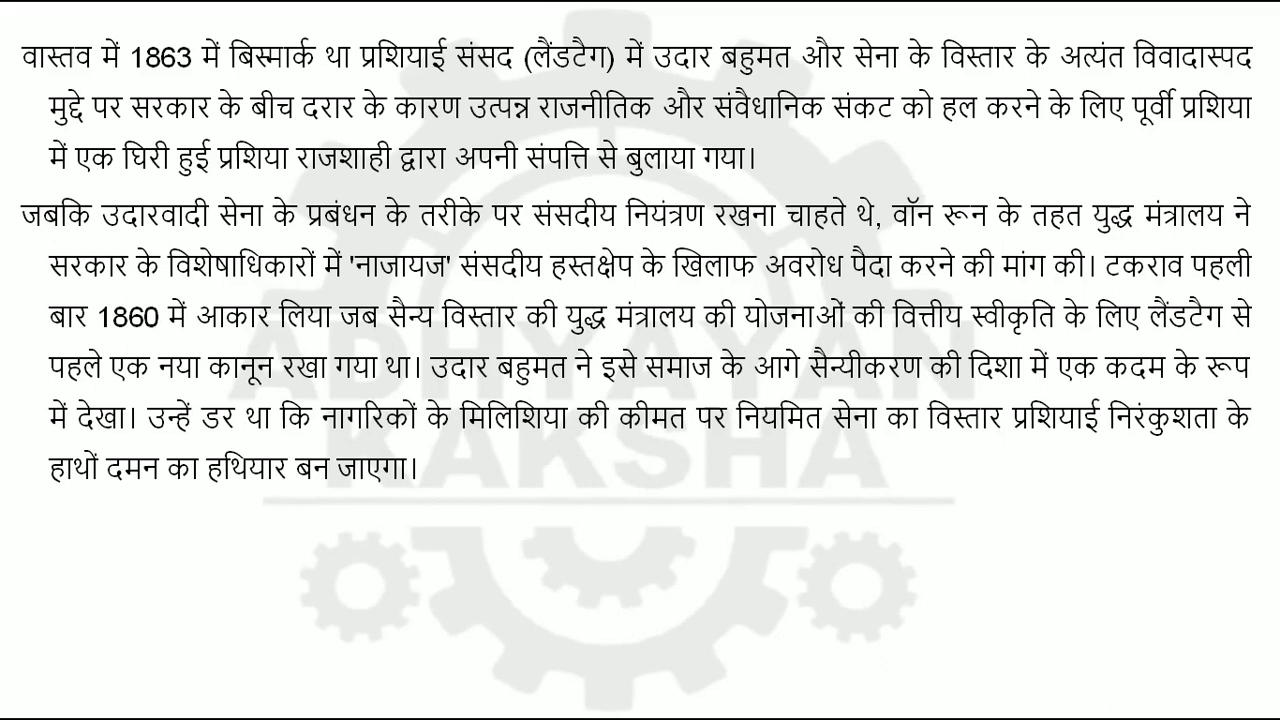 वास्तव में 1863 में बिस्मार्क था प्रशियाई संसद (लैंडटैग) में उदार बहुमत और सेना के विस्तार के अत्यंत विवादास्पद
मुद्दे पर सरकार के बीच दरार के कारण उत्पन्न राजनीतिक और संवैधानिक संकट को हल करने के लिए पूर्वी प्रशिया
में एक घिरी हुई प्रशिया राजशाही द्वारा अपनी संपत्ति से बुलाया गया।
जबकि उदारवादी सेना के प्रबंधन के तरीके पर संसदीय नियंत्रण रखना चाहते थे, वॉन रून के तहत युद्ध मंत्रालय ने
सरकार के विशेषाधिकारों में 'नाजायज' संसदीय हस्तक्षेप के खिलाफ अवरोध पैदा करने की मांग की। टकराव पहली
बार 1860 में आकार लिया जब सैन्य विस्तार की युद्ध मंत्रालय की योजनाओं की वित्तीय स्वीकृति के लिए लैंडटैग से
पहले एक नया कानून रखा गया था। उदार बहुमत ने इसे समाज के आगे सैन्यीकरण की दिशा में एक कदम के रूप
में देखा। उन्हें डर था कि नागरिकों के मिलिशिया की कीमत पर नियमित सेना का विस्तार प्रशियाई निरंकुशता के
हाथों दमन का हथियार बन जाएगा।
ADHYAYAN
RAKSHA